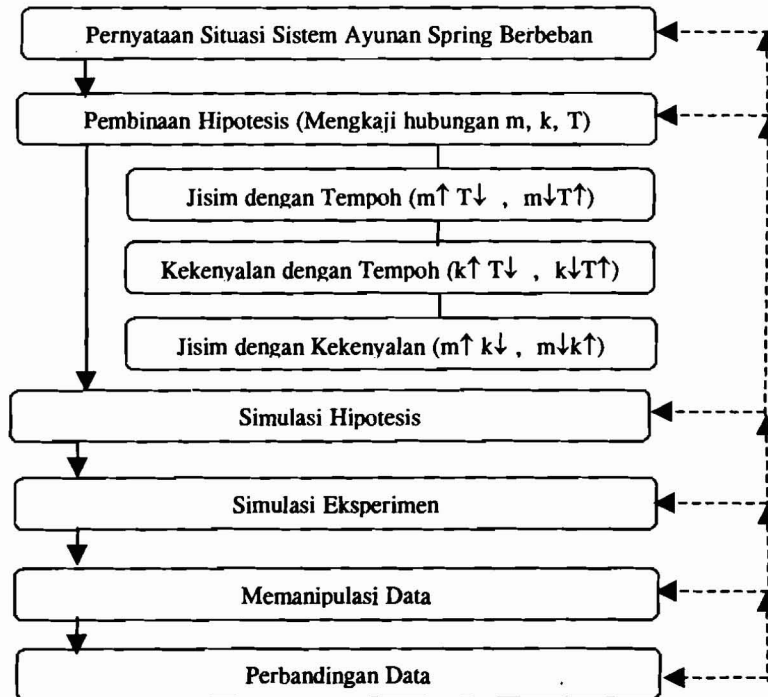 Pernyataan Situasi Sistem Ayunan Spring Berbeban
Pembinaan Hipotesis (Mengkaji hubungan m, k, T)
Jisim dengan Tempoh (m↑ T↓ , m↓T↑)
Kekenyalan dengan Tempoh (k↑ T↓ , k↓T↑)
Jisim dengan Kekenyalan (m↑ k↓ , m↓k↑)
Simulasi Hipotesis
Simulasi Eksperimen
Memanipulasi Data
Perbandingan Data